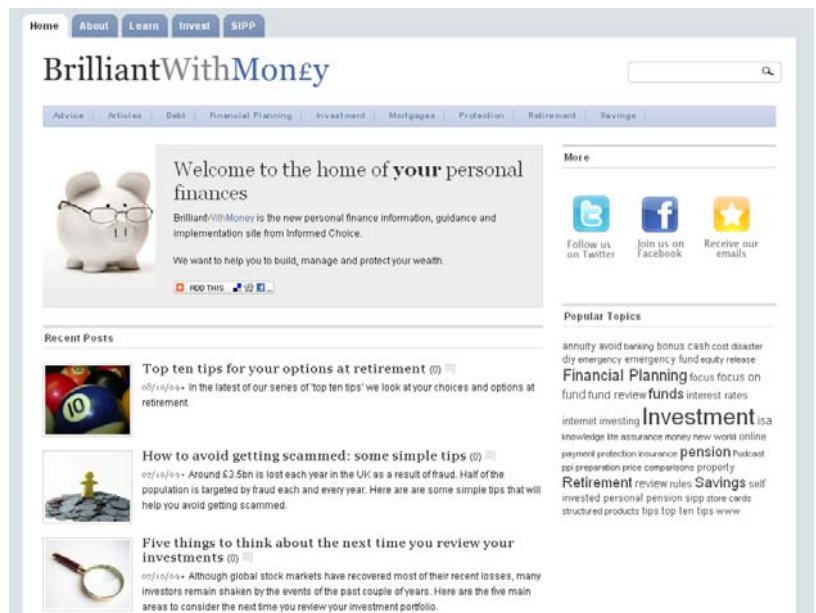 Home About Learn Invest SIPP
BrilliantWithMon£y
Advice Articles Debt Financial Planning Investment Mortgages Protection Retirement Savings
Welcome to the home of your personal
finances
BrilliantWithMoney is the new personal finance information, guidance and
implementation site from Informed Choice.
We want to help you to build, manage and protect your wealth.
ADD THIS
More
Follow us
on Twitter
Join us on
Facebook
Receive our
emails
Recent Posts
Top ten tips for your options at retirement (0)
08/10/09• In the latest of our series of 'top ten tips' we look at your choices and options at
retirement.
How to avoid getting scammed: some simple tips (0)
07/10/09• Around £3.5bn is lost each year in the UK as a result of fraud. Half of the
population is targeted by fraud each and every year. Here are are some simple tips that will
help you avoid getting scammed.
Five things to think about the next time you review your
investments (0)
07/10/09• Although global stock markets have recovered most of their recent losses, many
investors remain shaken by the events of the past couple of years. Here are the five main
areas to consider the next time you review your investment portfolio.
Popular Topics
annuity avoid banking bonus cash cost disaster
diy emergency emergency fund equity release
Financial Planning focus focus on
fund fund review funds interest rates
internet investing Investment isa
knowledge life assurance money new world online
payment protection insurance pension Podcast
ppi preparation price comparisons property
Retirement review rules Savings self
invested personal pension sipp store cards
structured products tips top ten tips www
10